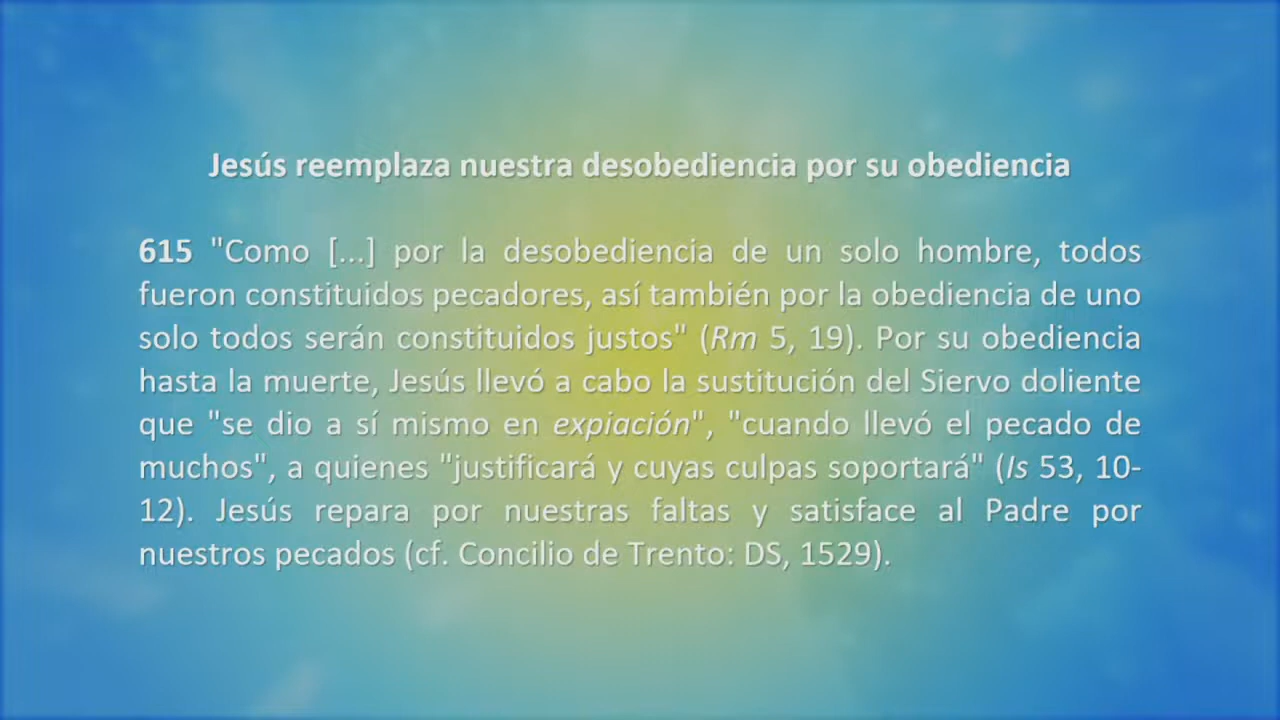 Jesús reemplaza nuestra desobediencia por su obediencia
615 "Como [...] por la desobediencia de un solo hombre, todos
fueron constituidos pecadores, así también por la obediencia de uno
solo todos serán constituidos justos" (Rm 5, 19). Por su obediencia
hasta la muerte, Jesús llevó a cabo la sustitución del Siervo doliente
que "se dio a sí mismo en expiación", "cuando llevó el pecado de
muchos", a quienes "justificará y cuyas culpas soportará" (Is 53, 10-
12). Jesús repara por nuestras faltas y satisface al Padre por
nuestros pecados (cf. Concilio de Trento: DS, 1529).